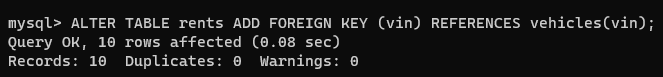 mysql> ALTER TABLE rents ADD FOREIGN KEY (vin) REFERENCES vehicles(vin);
Query OK, 10 rows affected (0.08 sec)
Records: 10  Duplicates: 0  Warnings: 0